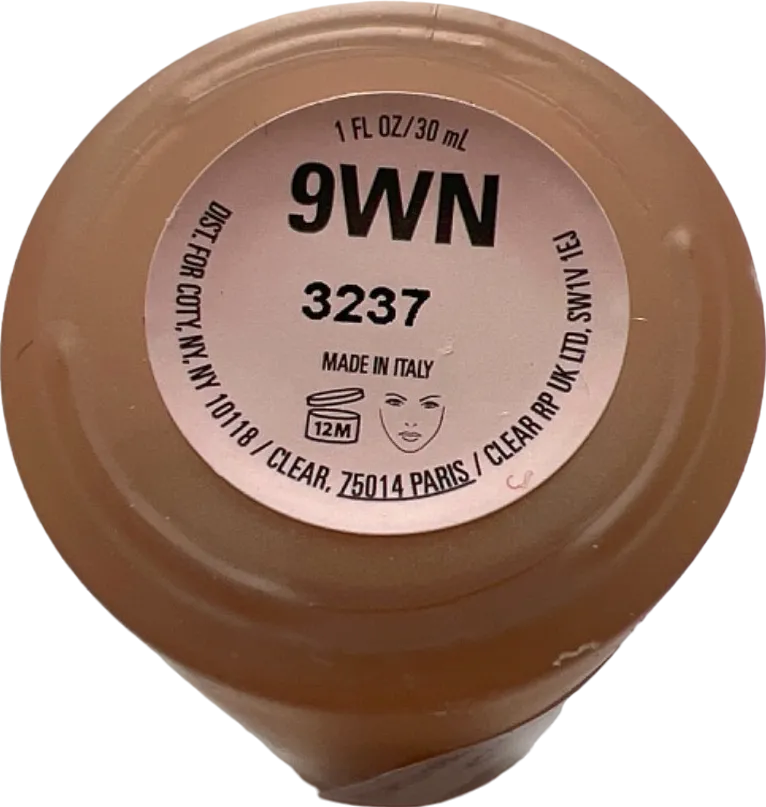 1 FL OZ/30 mL
9WN
3237
MADE IN ITALY
12M
DIST. FOR COTY, NY, NY 10118 / CLEAR, 75014 PARIS / CLEAR RP UK LTD, SW1V 1EJ